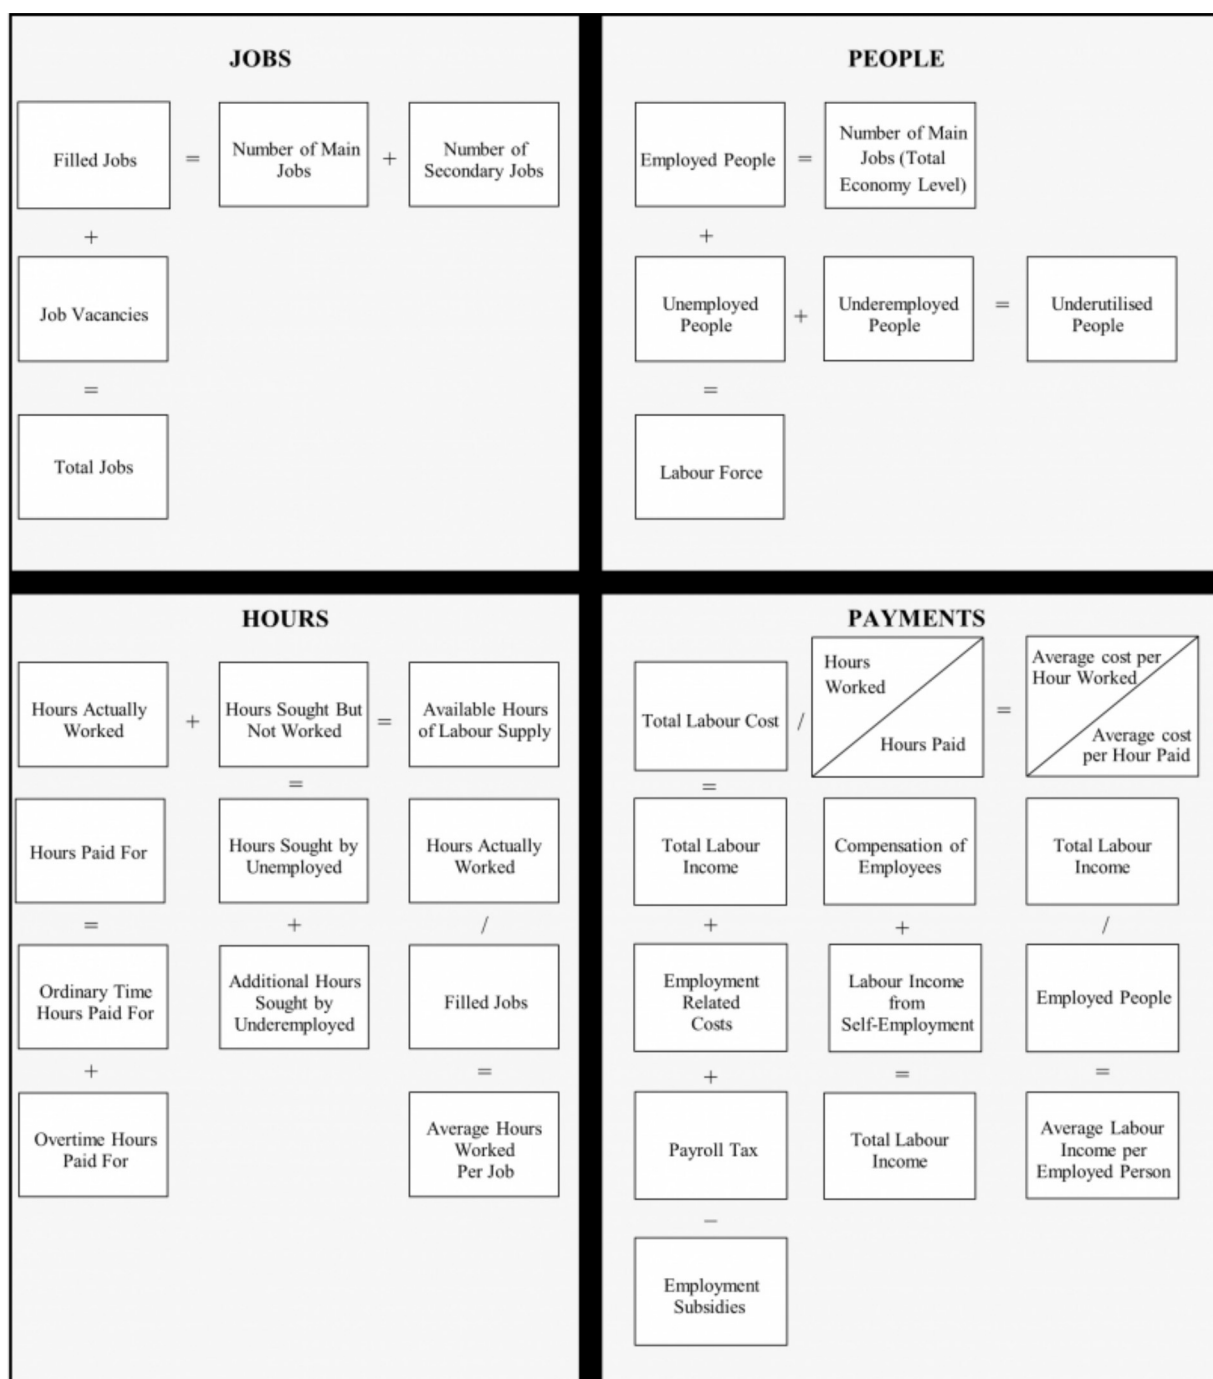 JOBS
Filled Jobs
=
Number of Main
Jobs
+
Number of
Secondary Jobs
+
Job Vacancies
=
Total Jobs
PEOPLE
Employed People
=
Number of Main
Jobs (Total
Economy Level)
+
Unemployed
People
+
Underemployed
People
=
Underutilised
People
=
Labour Force
HOURS
Hours Actually
Worked
+
Hours Sought But
Not Worked
=
Available Hours
of Labour Supply
=
Hours Paid For
Hours Sought by
Unemployed
Hours Actually
Worked
=
+
/
Ordinary Time
Hours Paid For
Additional Hours
Sought by
Underemployed
Filled Jobs
+
=
Overtime Hours
Paid For
Average Hours
Worked
Per Job
PAYMENTS
Total Labour Cost
/
Hours
Worked
Hours Paid
=
Average cost per
Hour Worked
Average cost
per Hour Paid
=
Total Labour
Income
Compensation of
Employees
Total Labour
Income
+
+
/
Employment
Related
Costs
Labour Income
from
Self-Employment
Employed People
+
=
=
Payroll Tax
Total Labour
Income
Average Labour
Income per
Employed Person
−
Employment
Subsidies